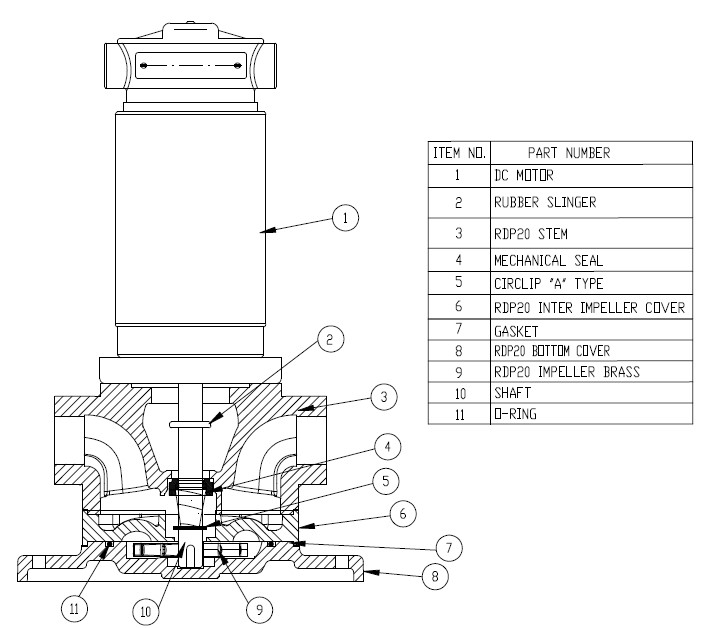 ITEM NO. PART NUMBER
1 DC MOTOR
2 RUBBER SLINGER
3 RDP20 STEM
4 MECHANICAL SEAL
5 CIRCLIP "A" TYPE
6 RDP20 INTER IMPELLER COVER
7 GASKET
8 RDP20 BOTTOM COVER
9 RDP20 IMPELLER BRASS
10 SHAFT
11 O-RING
1
2
3
4
5
6
7
8
11
10
9